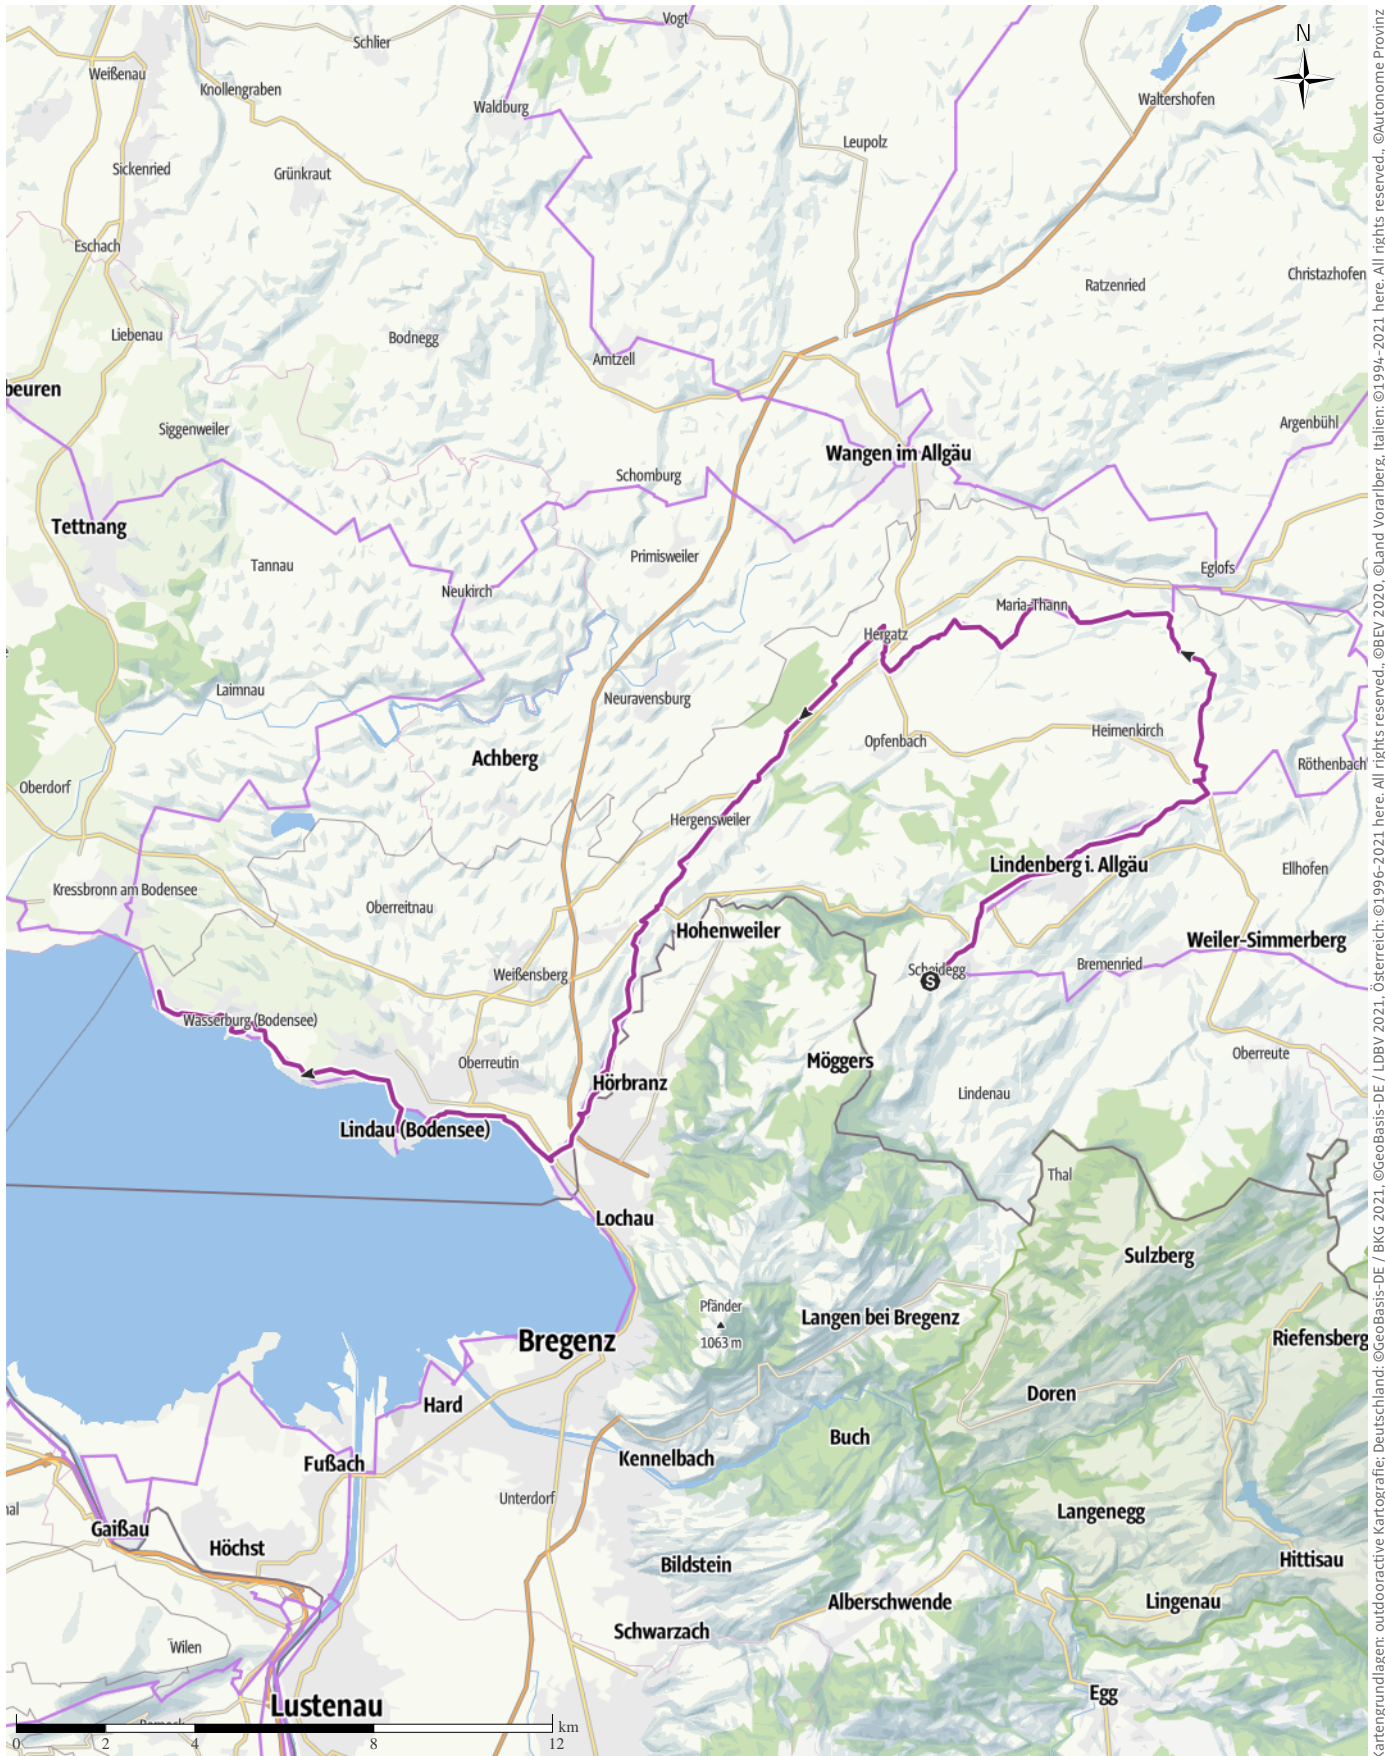 Vogt
Schlier
N
Weißenau
Knollengraben
Waldburg
Waltershofen
Leupolz
Sickenried
Grünkraut
Eschach
Christazhofen
Ratzenried
Liebenau
Bodnegg
Amtzell
beuren
Siggenweiler
Argenbühl
Wangen im Allgäu
Schomburg
Tettnang
Primisweiler
Tannau
Eglofs
Neukirch
Maria-Thann
Hergatz
Laimnau
Neuravensburg
Heimenkirch
Opfenbach
Achberg
Röthenbach
Oberdorf
Hergensweiler
Lindenberg i. Allgäu
Ellhofen
Kressbronn am Bodensee
Oberreitnau
Hohenweiler
Weiler-Simmerberg
Bremenried
Scheidegg
S
Weißensberg
Wasserburg (Bodensee)
Oberreute
Möggers
Oberreutin
Hörbranz
Lindenau
Lindau (Bodensee)
Thal
Lochau
Sulzberg
Pfänder
1063 m
Langen bei Bregenz
Bregenz
Riefensberg
Doren
Hard
Buch
Kennelbach
Fußach
Unterdorf
Langenegg
Gaißau
Höchst
Hittisau
Bildstein
Lingenau
Alberschwende
Schwarzach
Wilen
Egg
Lustenau
km
0 2 4 8 12
artengrundlagen: outdooractive Kartografie; Deutschland: ©GeoBasis-DE / BKG 2021, ©GeoBasis-DE / LDBV 2021, Österreich: ©1996-2021 here. All rights reserved., ©BEV 2020, ©Land Vorarlberg, Italien: ©1994-2021 here. All rights reserved., ©Autonome Provinz